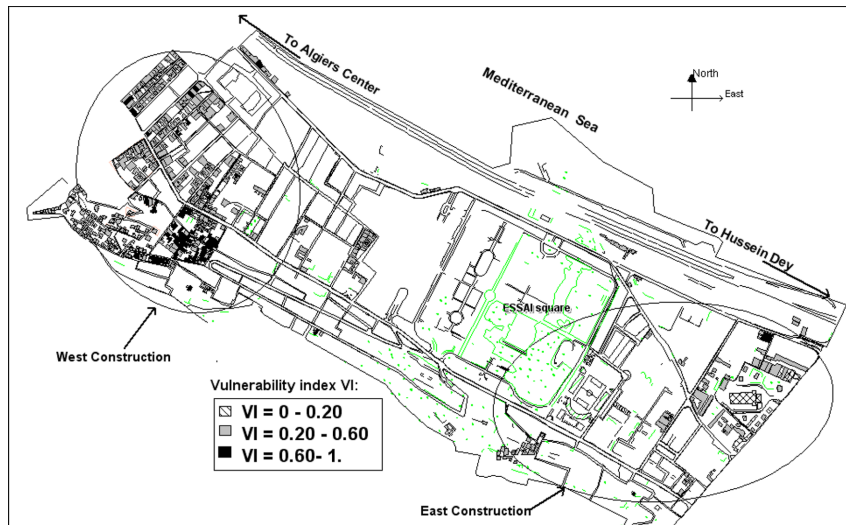 To Algiers Center
Mediterranean Sea
North
East
To Hussein Dey
ESSAI square
West Construction
Vulnerability index VI:
VI = 0 - 0.20
VI = 0.20 - 0.60
VI = 0.60- 1.
East Construction